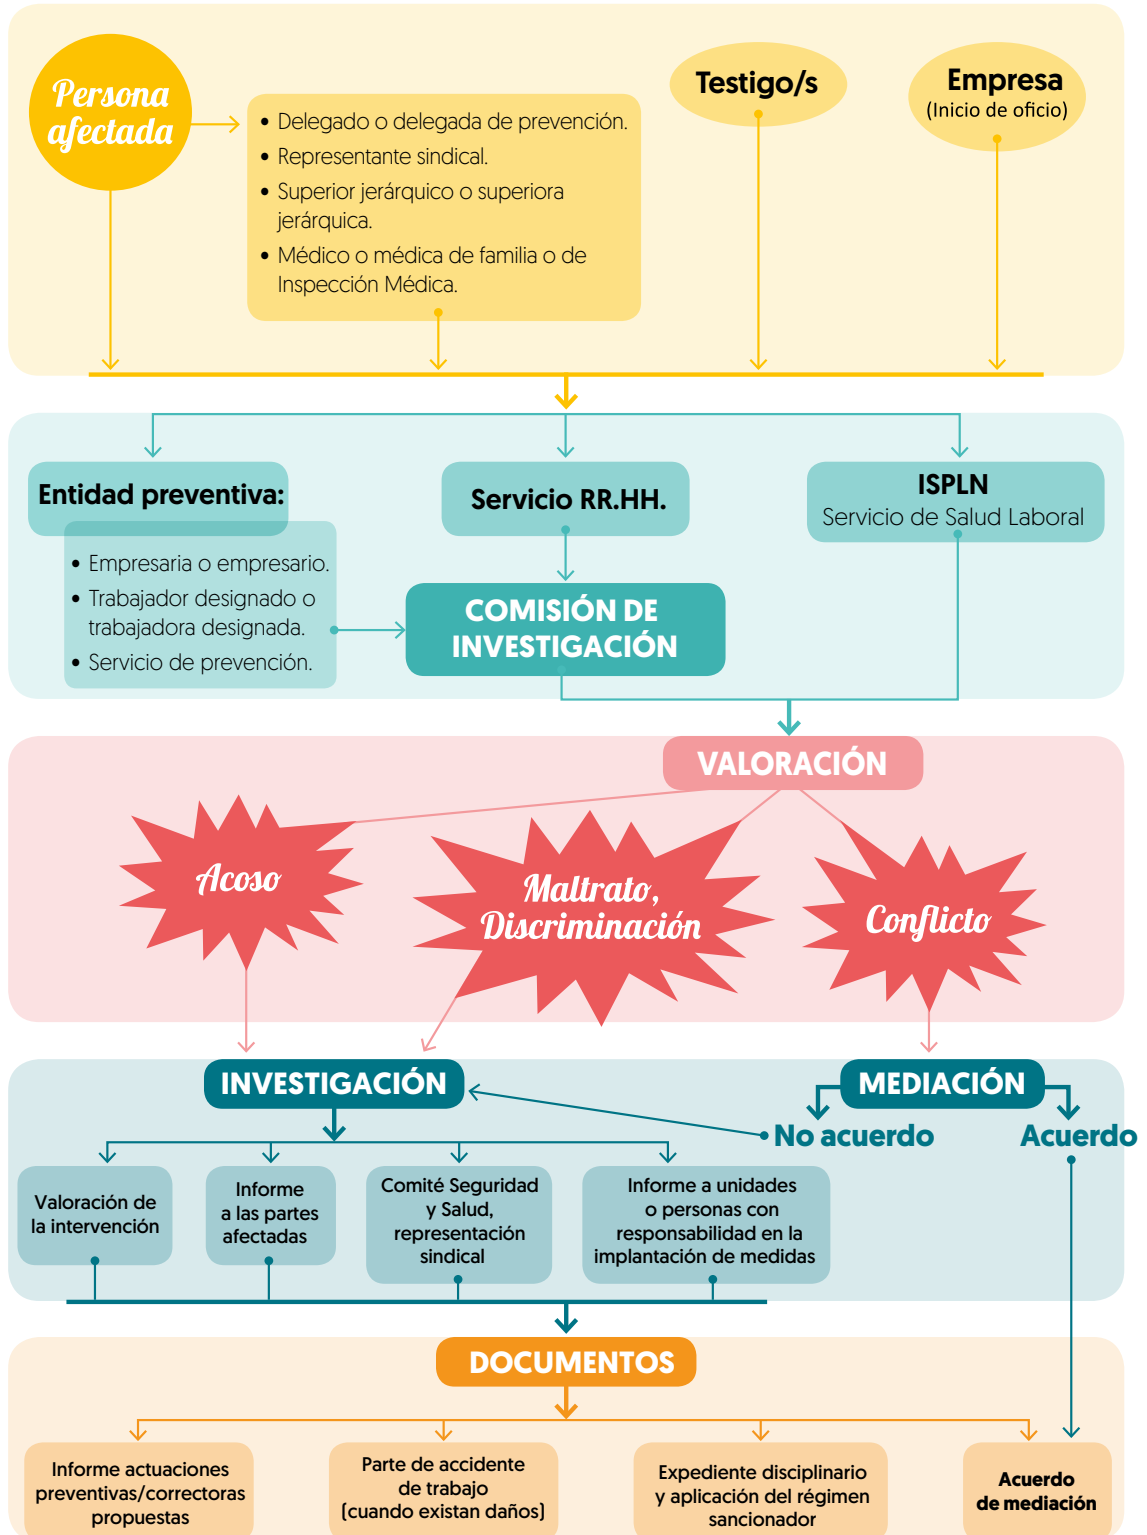 Persona
afectada
• Delegado o delegada de prevención.
• Representante sindical.
• Superior jerárquico o superiora
jerárquica.
• Médico o médica de familia o de
Inspección Médica.
Testigo/s
Empresa
(Inicio de oficio)
Entidad preventiva:
• Empresaria o empresario.
• Trabajador designado o
trabajadora designada.
• Servicio de prevención.
Servicio RR.HH.
ISPLN
Servicio de Salud Laboral
COMISIÓN DE
INVESTIGACIÓN
VALORACIÓN
Acoso
Maltrato,
Discriminación
Conflicto
INVESTIGACIÓN
MEDIACIÓN
No acuerdo
Acuerdo
Valoración de
la intervención
Informe
a las partes
afectadas
Comité Seguridad
y Salud,
representación
sindical
Informe a unidades
o personas con
responsabilidad en la
implantación de medidas
DOCUMENTOS
Informe actuaciones
preventivas/correctoras
propuestas
Parte de accidente
de trabajo
(cuando existan daños)
Expediente disciplinario
y aplicación del régimen
sancionador
Acuerdo
de mediación